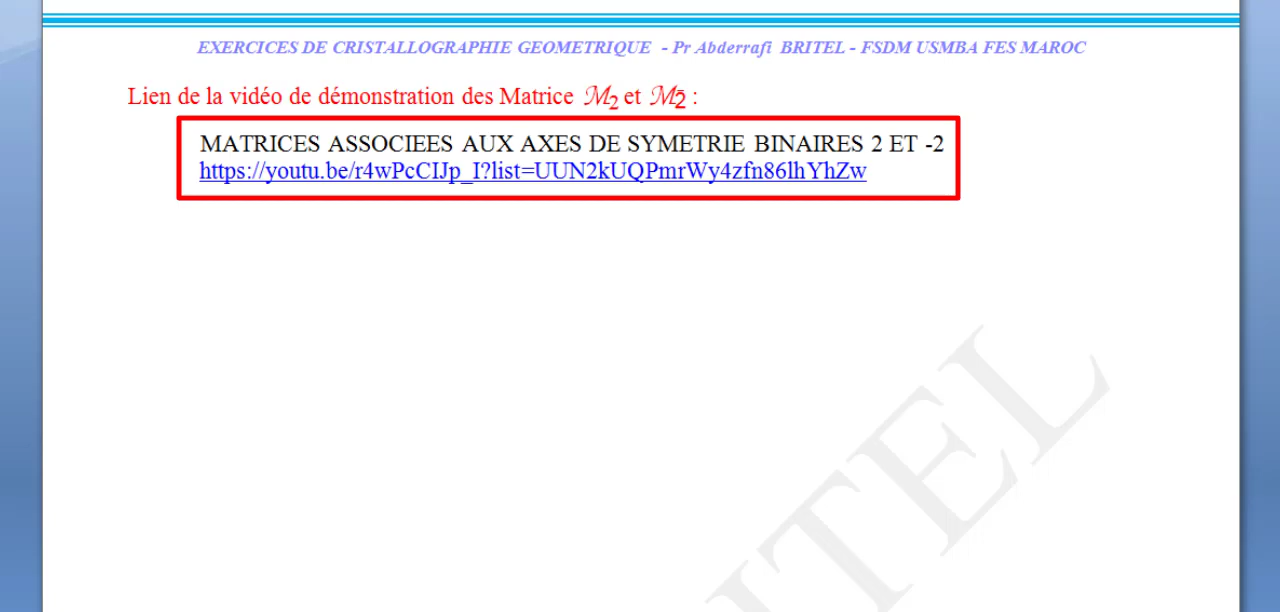 EXERCICES DE CRISTALLOGRAPHIE GEOMETRIQUE - Pr Abderrafi BRITEL - FSDM USMBA FES MAROC
Lien de la vidéo de démonstration des Matrice ℳ₂ et ℳ₂̄ :
MATRICES ASSOCIEES AUX AXES DE SYMETRIE BINAIRES 2 ET -2
https://youtu.be/r4wPcCIJp_I?list=UUN2kUQPmrWy4zfn86lhYhZw
ITEL